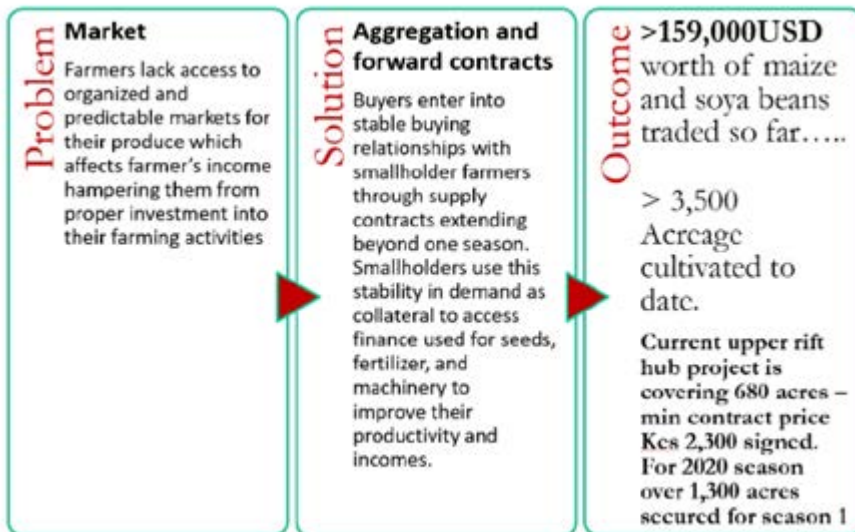 Problem
Market
Farmers lack access to
organized and
predictable markets for
their produce which
affects farmer's income
hampering them from
proper investment into
their farming activities
Solution
Aggregation and
forward contracts
Buyers enter into
stable buying
relationships with
smallholder farmers
through supply
contracts extending
beyond one season.
Smallholders use this
stability in demand as
collateral to access
finance used for seeds,
fertilizer, and
machinery to
improve their
productivity and
incomes.
Outcome
>159,000USD
worth of maize
and soya beans
traded so far.....
> 3,500
Acreage
cultivated to
date.
Current upper rift
hub project is
covering 680 acres –
min contract price
Kes 2,300 signed.
For 2020 season
over 1,300 acres
secured for season 1